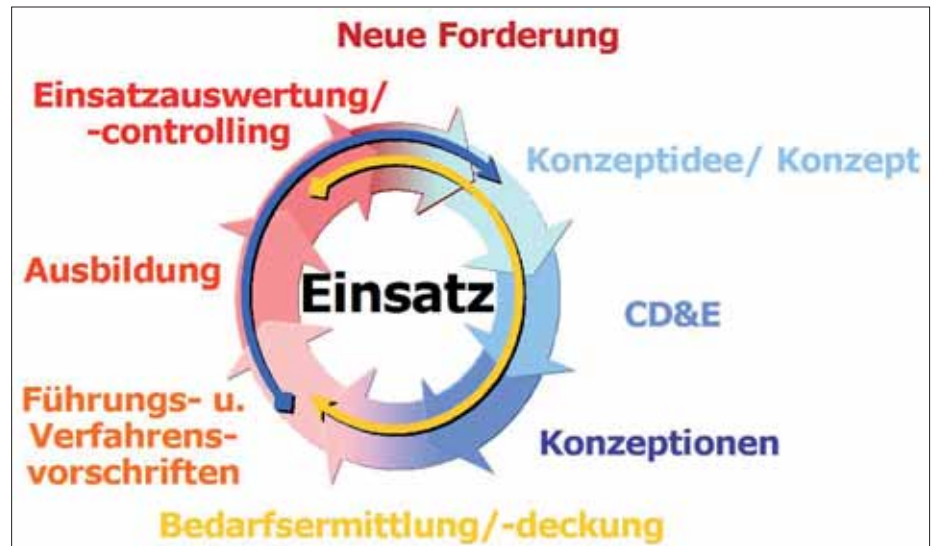 Neue Forderung
Einsatzauswertung/
-controlling
Konzeptidee/ Konzept
Ausbildung
Einsatz
CD&E
Führungs- u.
Verfahrens-
vorschriften
Konzeptionen
Bedarfsermittlung/-deckung